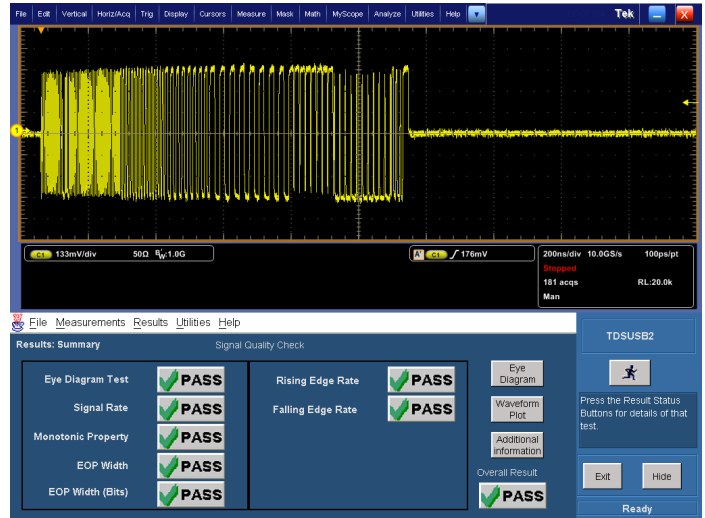 File Edit Vertical Horiz/Acq Trig Display Cursors Measure Mask Math MyScope Analyze Utilities Help Tek X
1
C1 133mV/div 50Ω BW:1.0G
A' C1 176mV
200ns/div 10.0GS/s 100ps/pt
Stopped
181 acqs RL:20.0k
Man
File Measurements Results Utilities Help
TDSUSB2
Results: Summary Signal Quality Check
Eye Diagram Test PASS
Signal Rate PASS
Monotonic Property PASS
EOP Width PASS
EOP Width (Bits) PASS
Rising Edge Rate PASS
Falling Edge Rate PASS
Eye
Diagram
Waveform
Plot
Additional
information
Overall Result
PASS
Press the Result Status
Buttons for details of that
test.
Exit Hide
Ready